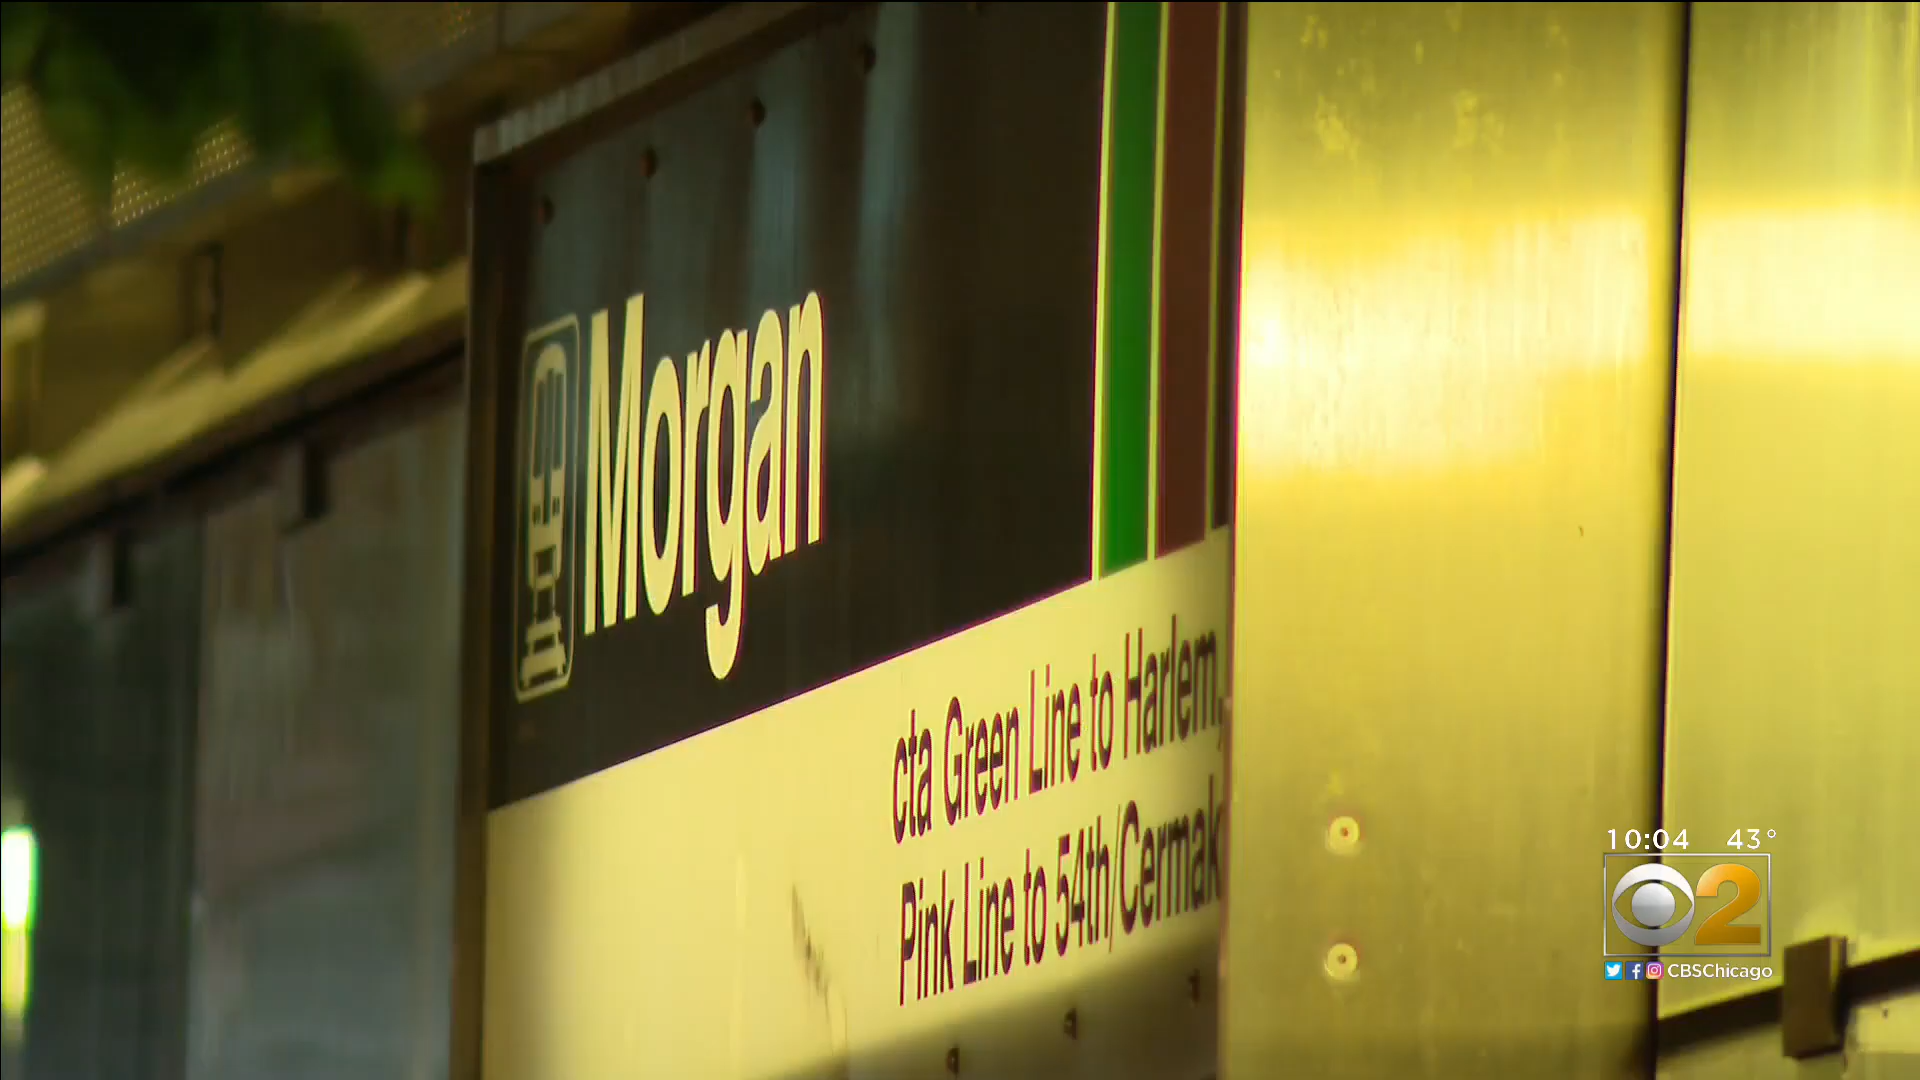 Morgan
cta Green Line to Harlem,
Pink Line to 54th/Cermak
10:04 43°
2
CBSChicago